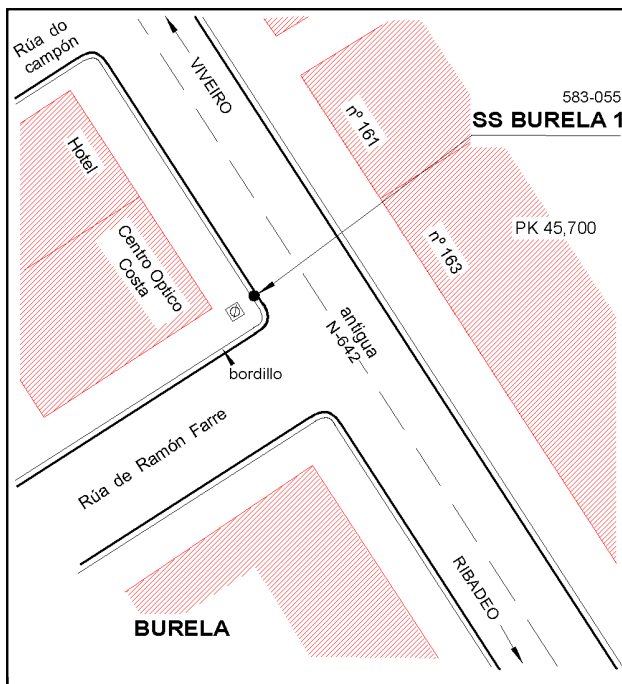 Rúa do
campón
VIVEIRO
583-055
SS BURELA 1
nº 161
Hotel
Centro Optico
Costa
nº 163
PK 45,700
antigua
N-642
bordillo
Rúa de Ramón Farre
RIBADEO
BURELA